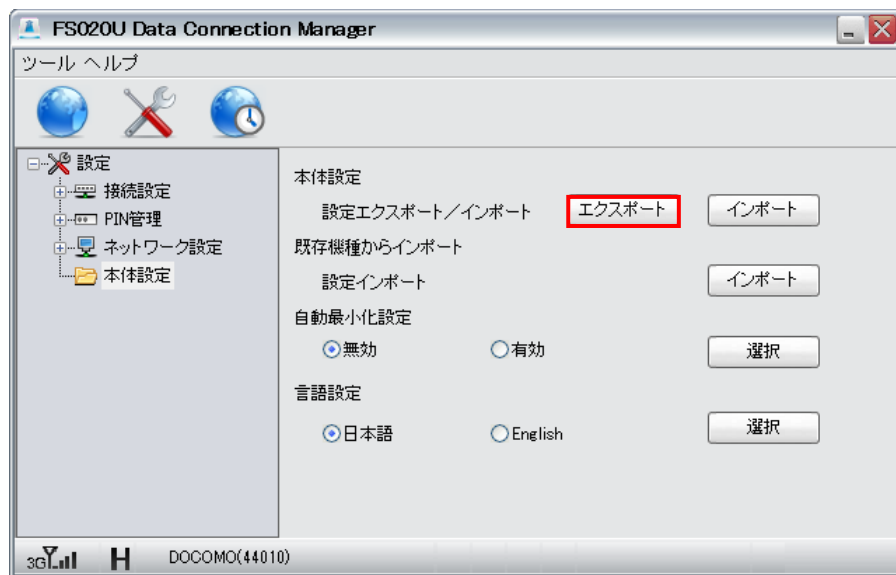 FS020U Data Connection Manager
ツール ヘルプ
設定
接続設定
PIN管理
ネットワーク設定
本体設定
本体設定
設定エクスポート／インポート エクスポート インポート
既存機種からインポート
設定インポート インポート
自動最小化設定
無効 有効 選択
言語設定
日本語 English 選択
3G H DOCOMO(44010)